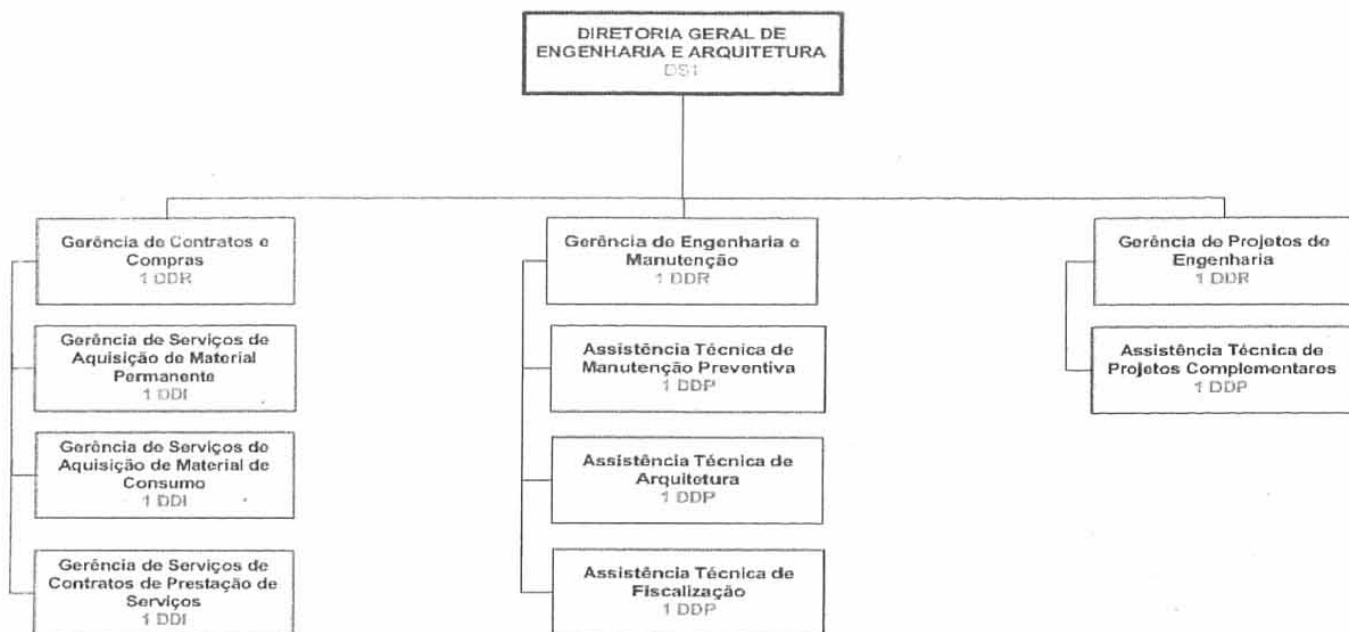 DIRETORIA GERAL DE
ENGENHARIA E ARQUITETURA
DS1
Gerência de Contratos e
Compras
1 DDR
Gerência de Serviços de
Aquisição de Material
Permanente
1 DDI
Gerência de Serviços de
Aquisição de Material de
Consumo
1 DDI
Gerência de Serviços de
Contratos de Prestação de
Serviços
1 DDI
Gerência de Engenharia e
Manutenção
1 DDR
Assistência Técnica de
Manutenção Preventiva
1 DDP
Assistência Técnica de
Arquitetura
1 DDP
Assistência Técnica de
Fiscalização
1 DDP
Gerência de Projetos de
Engenharia
1 DDR
Assistência Técnica de
Projetos Complementares
1 DDP